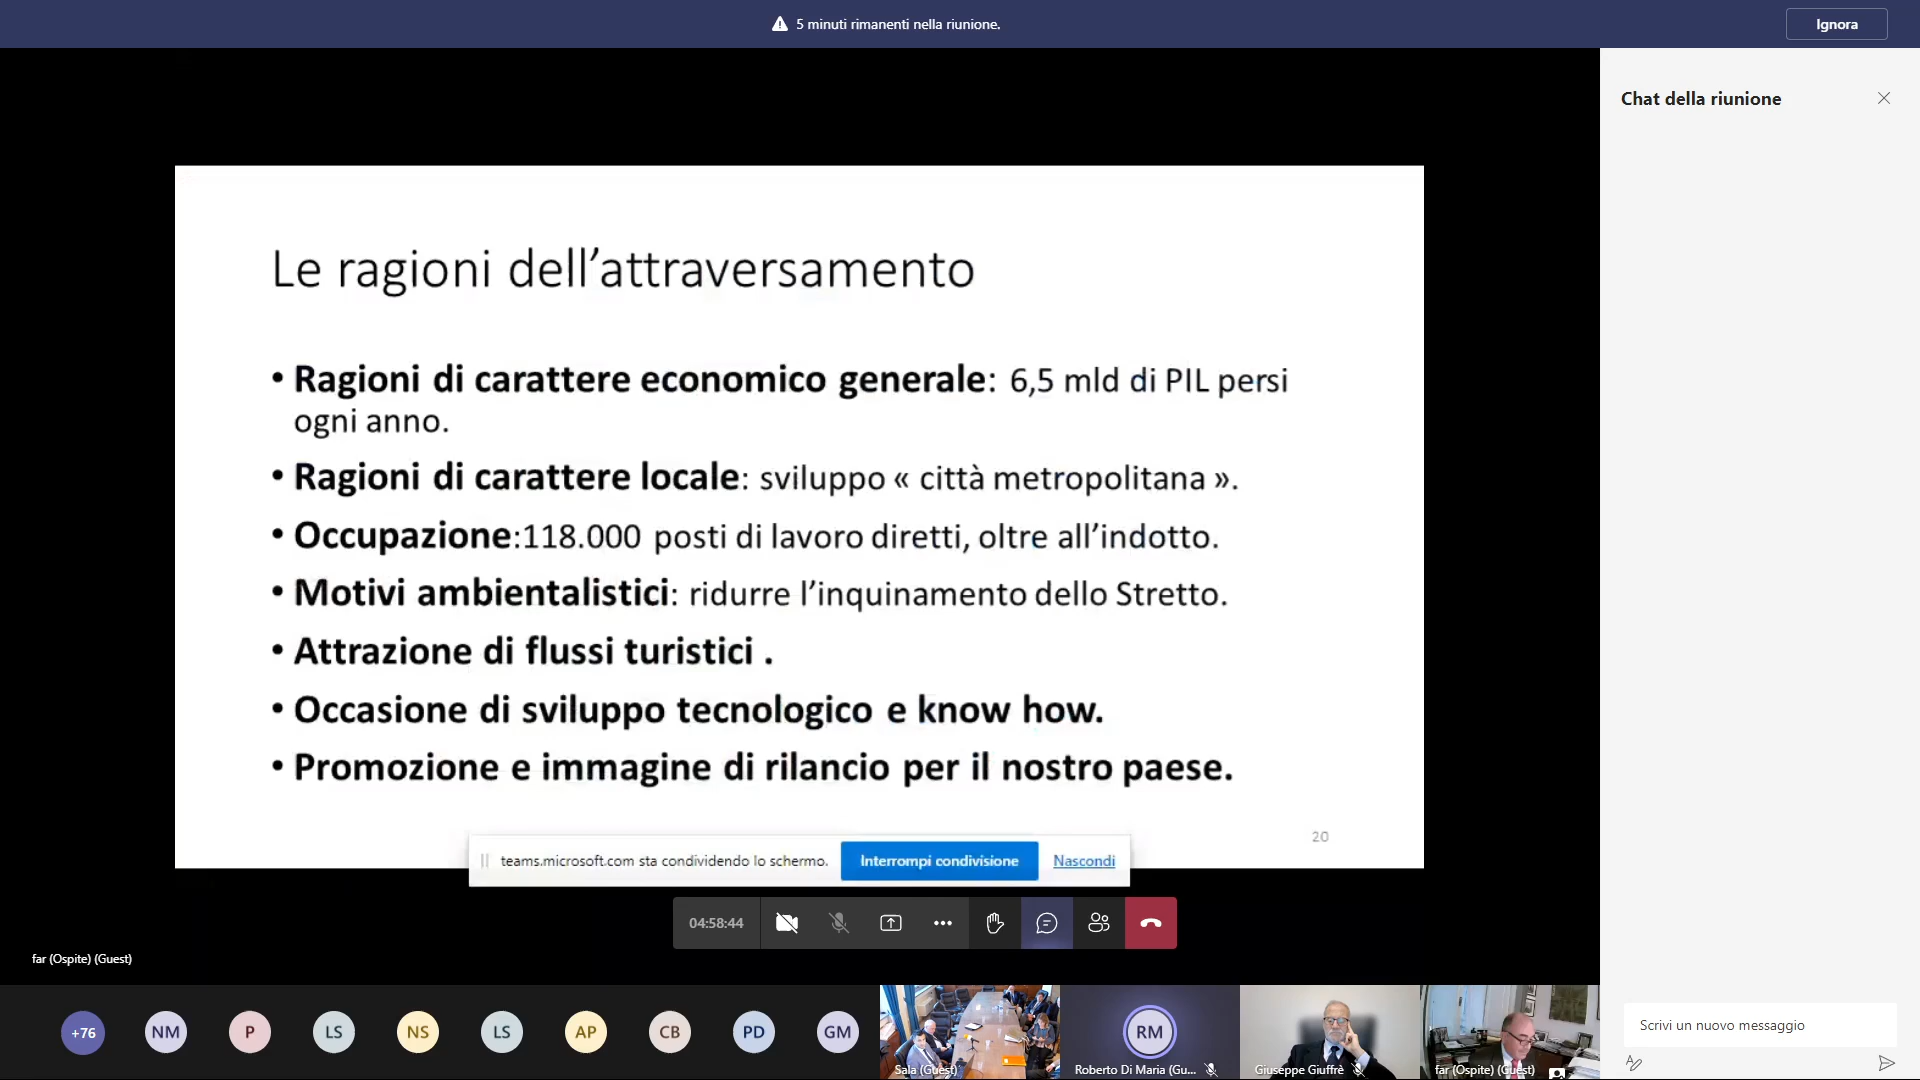 5 minuti rimanenti nella riunione.
Ignora
Chat della riunione
Le ragioni dell’attraversamento
• Ragioni di carattere economico generale: 6,5 mld di PIL persi
ogni anno.
• Ragioni di carattere locale: sviluppo « città metropolitana ».
• Occupazione:118.000 posti di lavoro diretti, oltre all’indotto.
• Motivi ambientalistici: ridurre l’inquinamento dello Stretto.
• Attrazione di flussi turistici .
• Occasione di sviluppo tecnologico e know how.
• Promozione e immagine di rilancio per il nostro paese.
20
teams.microsoft.com sta condividendo lo schermo.
Interrompi condivisione
Nascondi
04:58:44
far (Ospite) (Guest)
+76
NM
P
LS
NS
LS
AP
CB
PD
GM
Sala (Guest)
RM
Roberto Di Maria (Gu...
Giuseppe Giuffrè
far (Ospite) (Guest)
Scrivi un nuovo messaggio